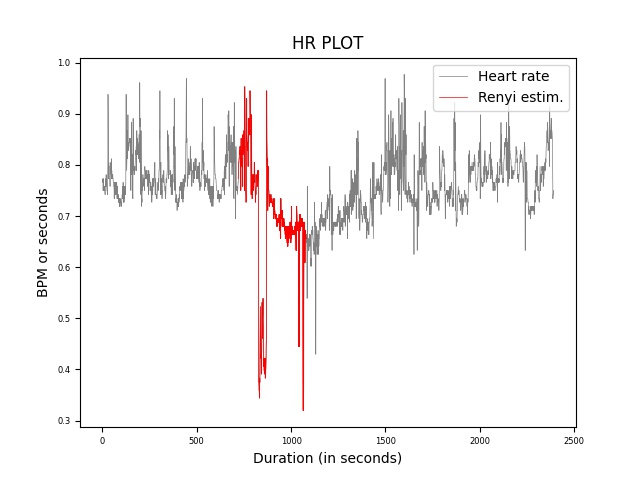 HR PLOT
Heart rate
Renyi estim.
BPM or seconds
1.0
0.9
0.8
0.7
0.6
0.5
0.4
0.3
0
500
1000
1500
2000
2500
Duration (in seconds)